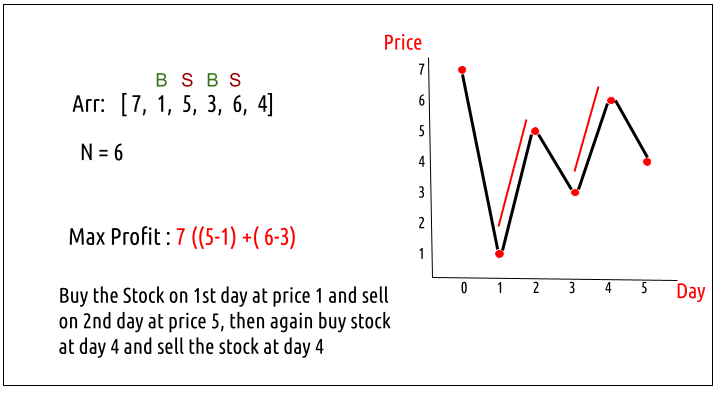 B S B S
Arr: [ 7, 1, 5, 3, 6, 4]
N = 6
Max Profit : 7 ((5-1) +( 6-3)
Buy the Stock on 1st day at price 1 and sell
on 2nd day at price 5, then again buy stock
at day 4 and sell the stock at day 4
Price
7
6
5
4
3
2
1
0 1 2 3 4 5
Day